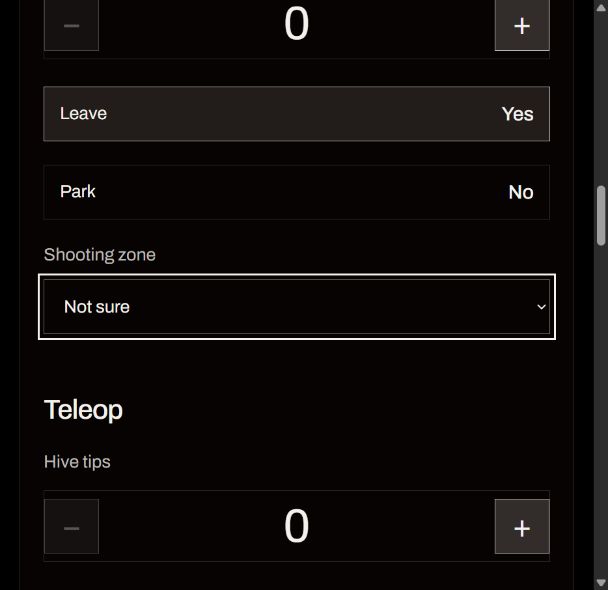 − 0 +
Leave Yes
Park No
Shooting zone
Not sure
Teleop
Hive tips
− 0 +